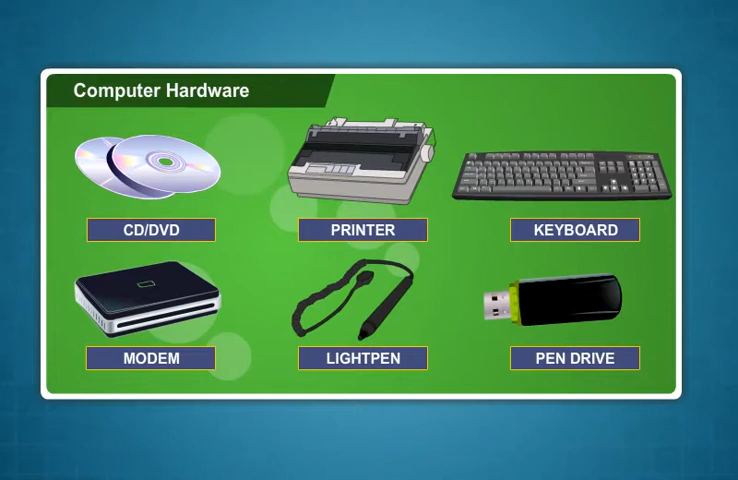 Computer Hardware
CD/DVD
PRINTER
KEYBOARD
MODEM
LIGHTPEN
PEN DRIVE